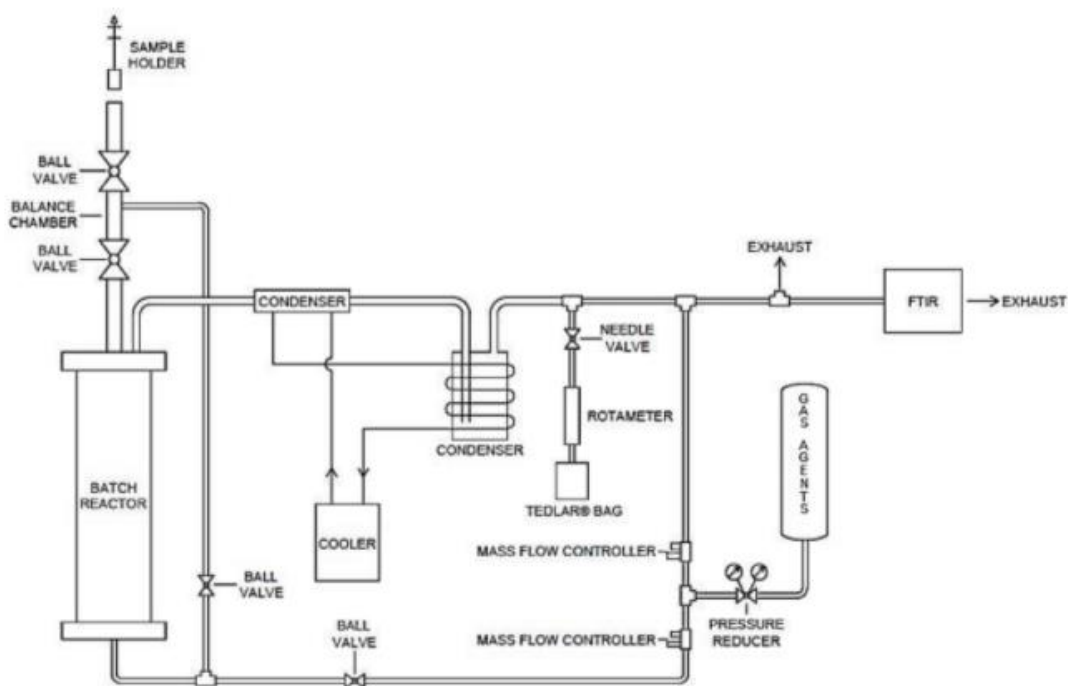 SAMPLE
HOLDER
BALL
VALVE
BALANCE
CHAMBER
BALL
VALVE
EXHAUST
CONDENSER
FTIR
EXHAUST
NEEDLE
VALVE
ROTAMETER
CONDENSER
GAS AGENTS
BATCH
REACTOR
TEDLAR® BAG
COOLER
MASS FLOW CONTROLLER
BALL
VALVE
PRESSURE
REDUCER
BALL
VALVE
MASS FLOW CONTROLLER